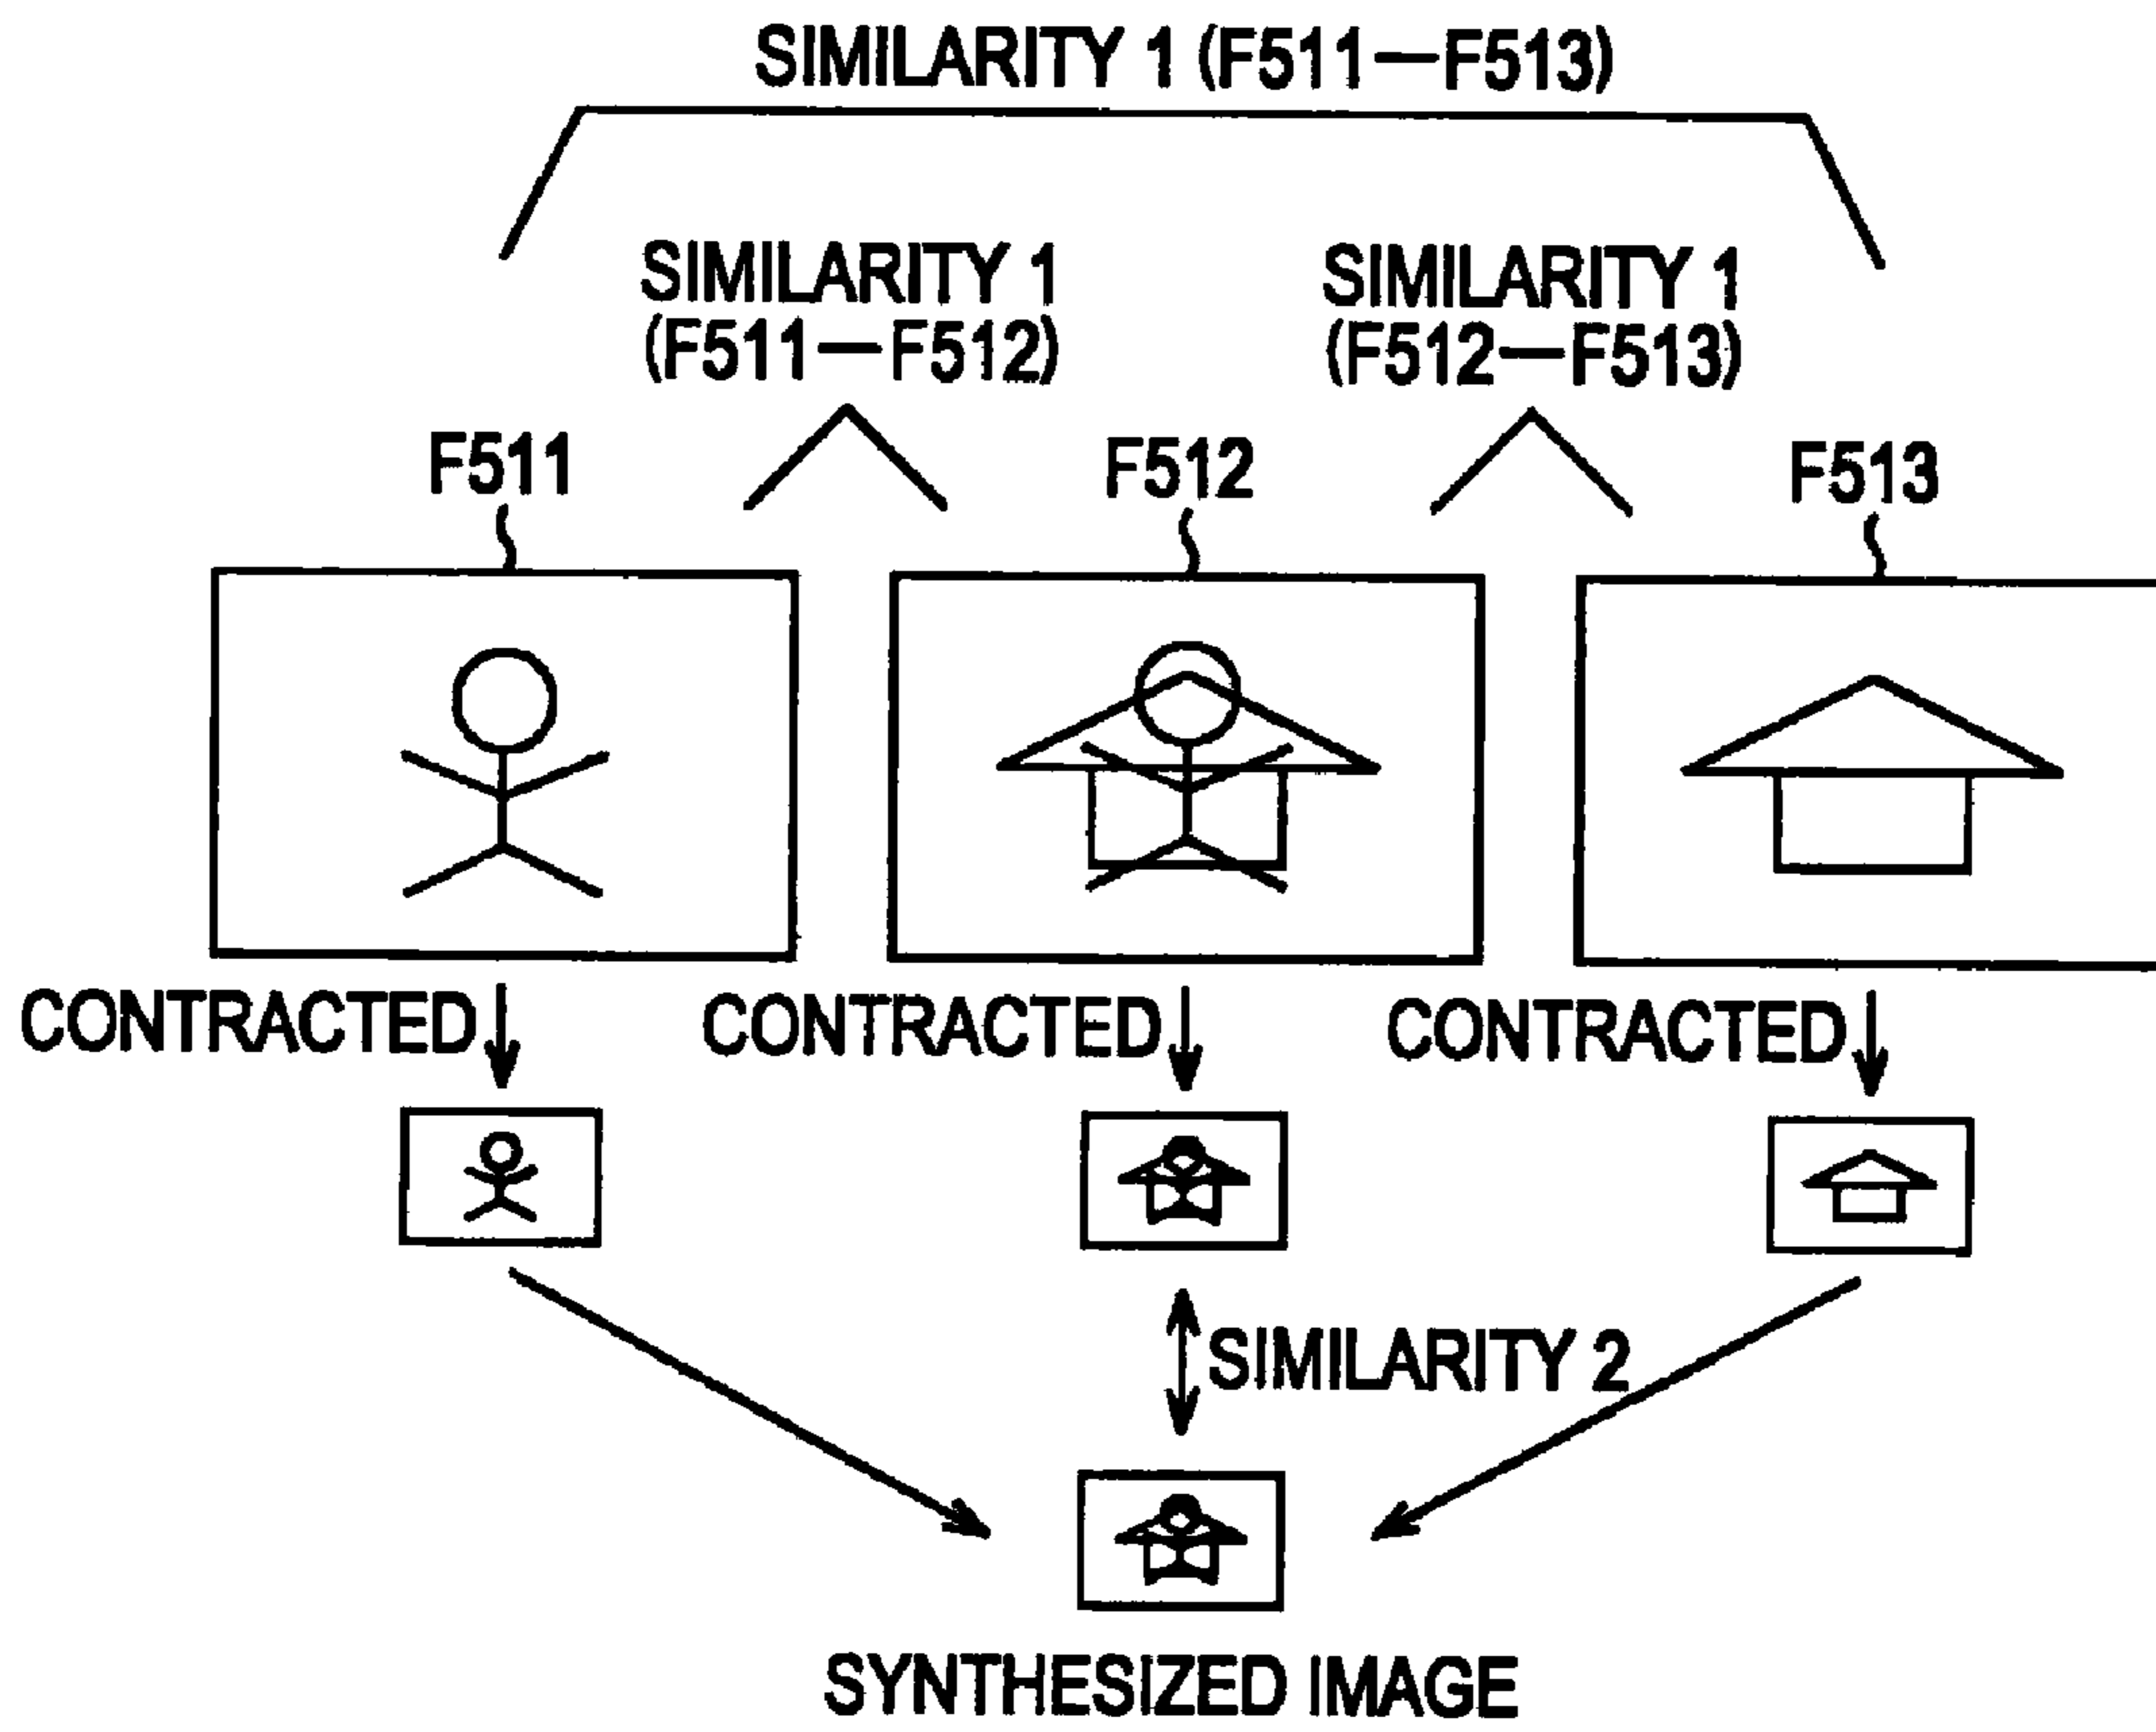 SIMILARITY 1 (F511—F513)
SIMILARITY 1
(F511—F512)
SIMILARITY 1
(F512—F513)
F511
F512
F513
CONTRACTED
CONTRACTED
CONTRACTED
SIMILARITY 2
SYNTHESIZED IMAGE